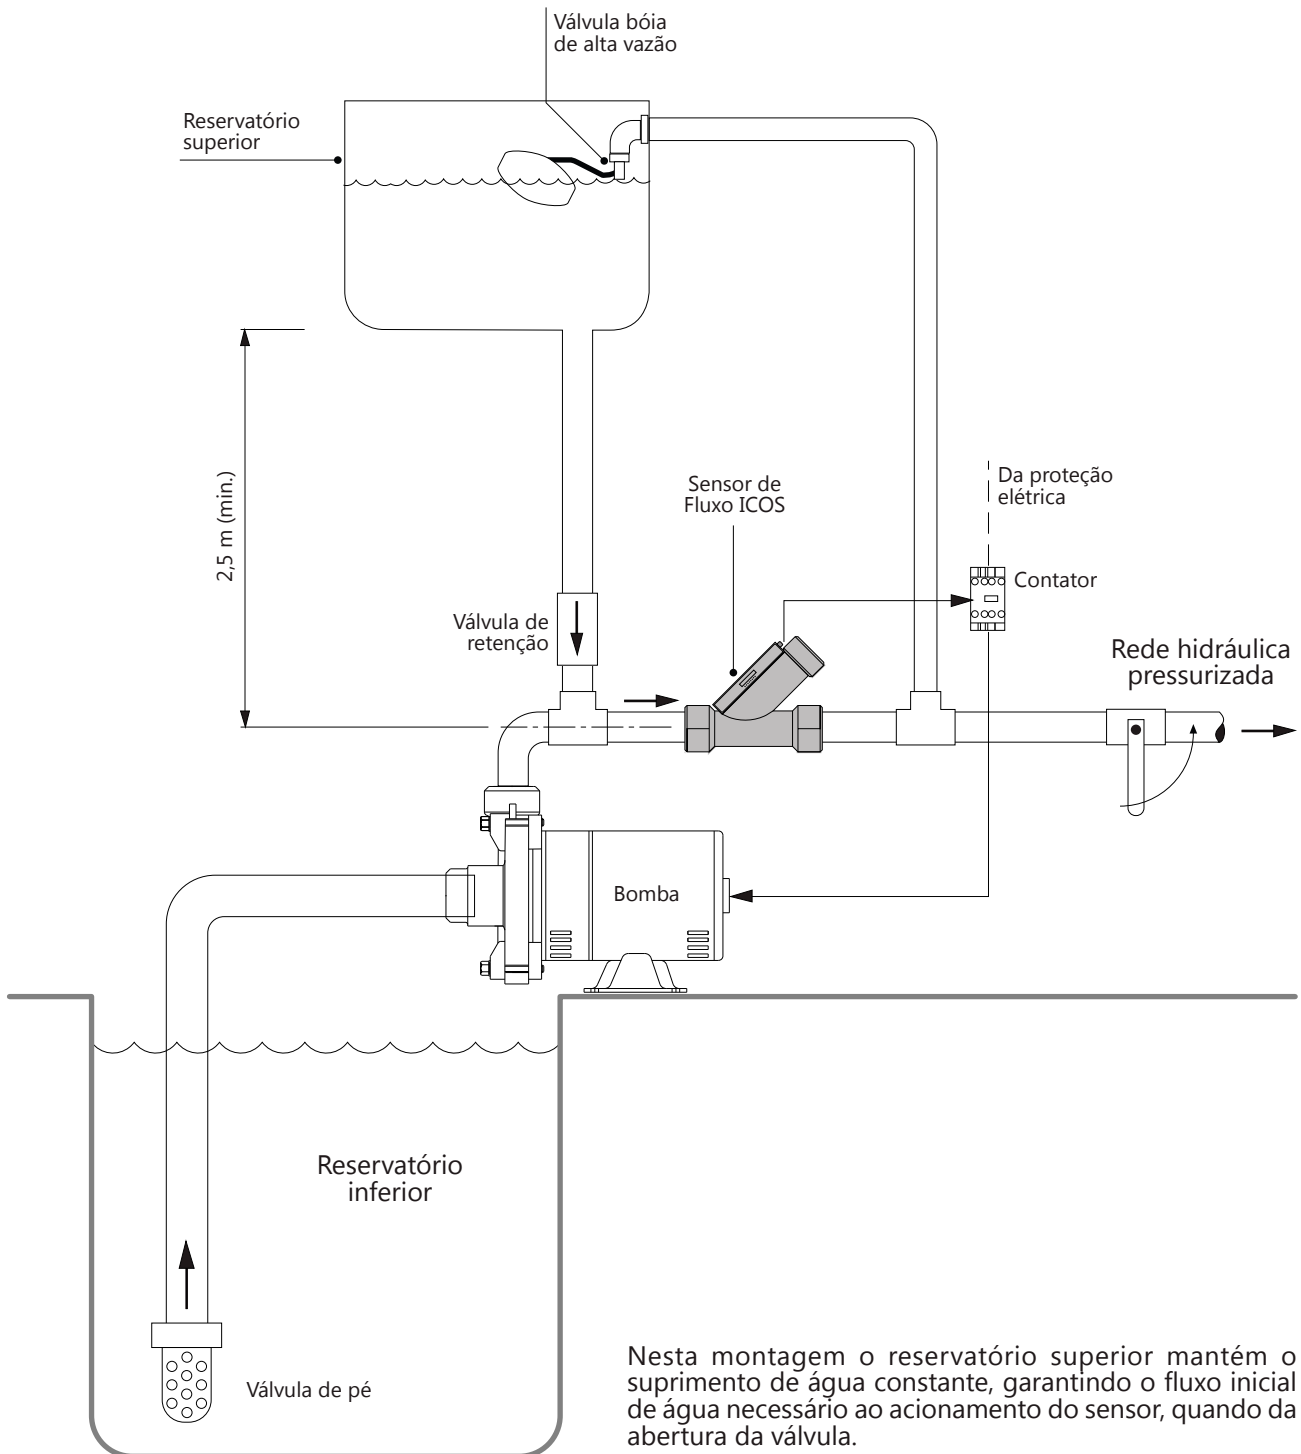 Válvula bóia
de alta vazão
Reservatório
superior
2,5 m (min.)
Sensor de
Fluxo ICOS
Da proteção
elétrica
Contator
Válvula de
retenção
Rede hidráulica
pressurizada
Bomba
Reservatório
inferior
Válvula de pé
Nesta montagem o reservatório superior mantém o
suprimento de água constante, garantindo o fluxo inicial
de água necessário ao acionamento do sensor, quando da
abertura da válvula.